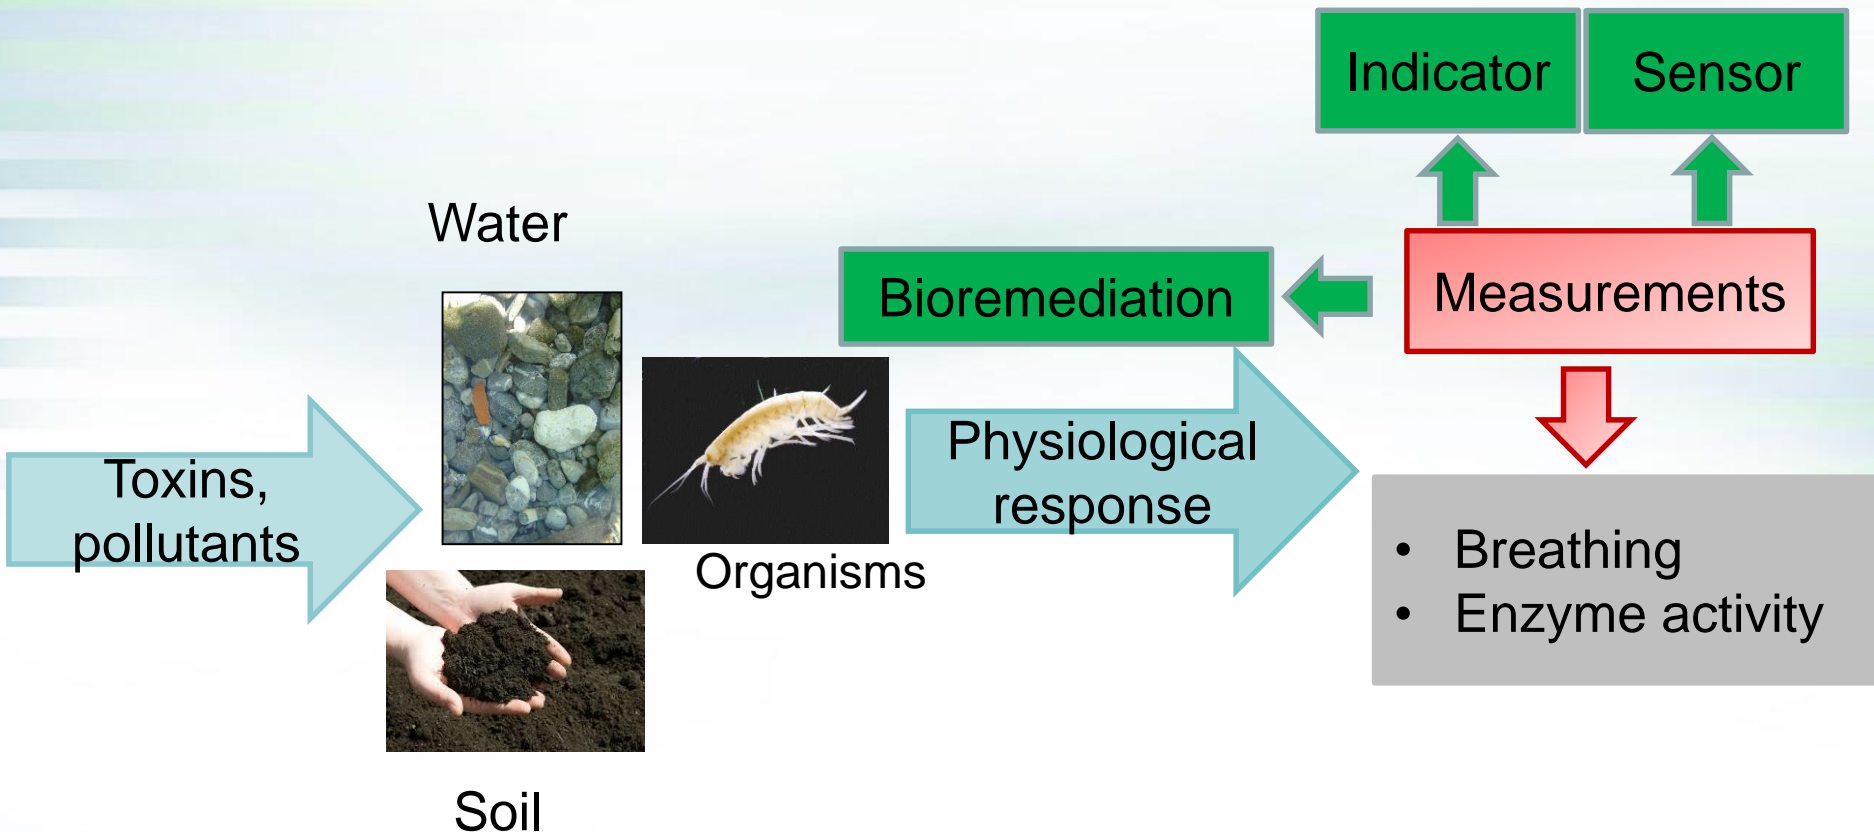 Indicator
Sensor
Water
Bioremediation
Measurements
Toxins,
pollutants
Physiological
response
Organisms
• Breathing
• Enzyme activity
Soil